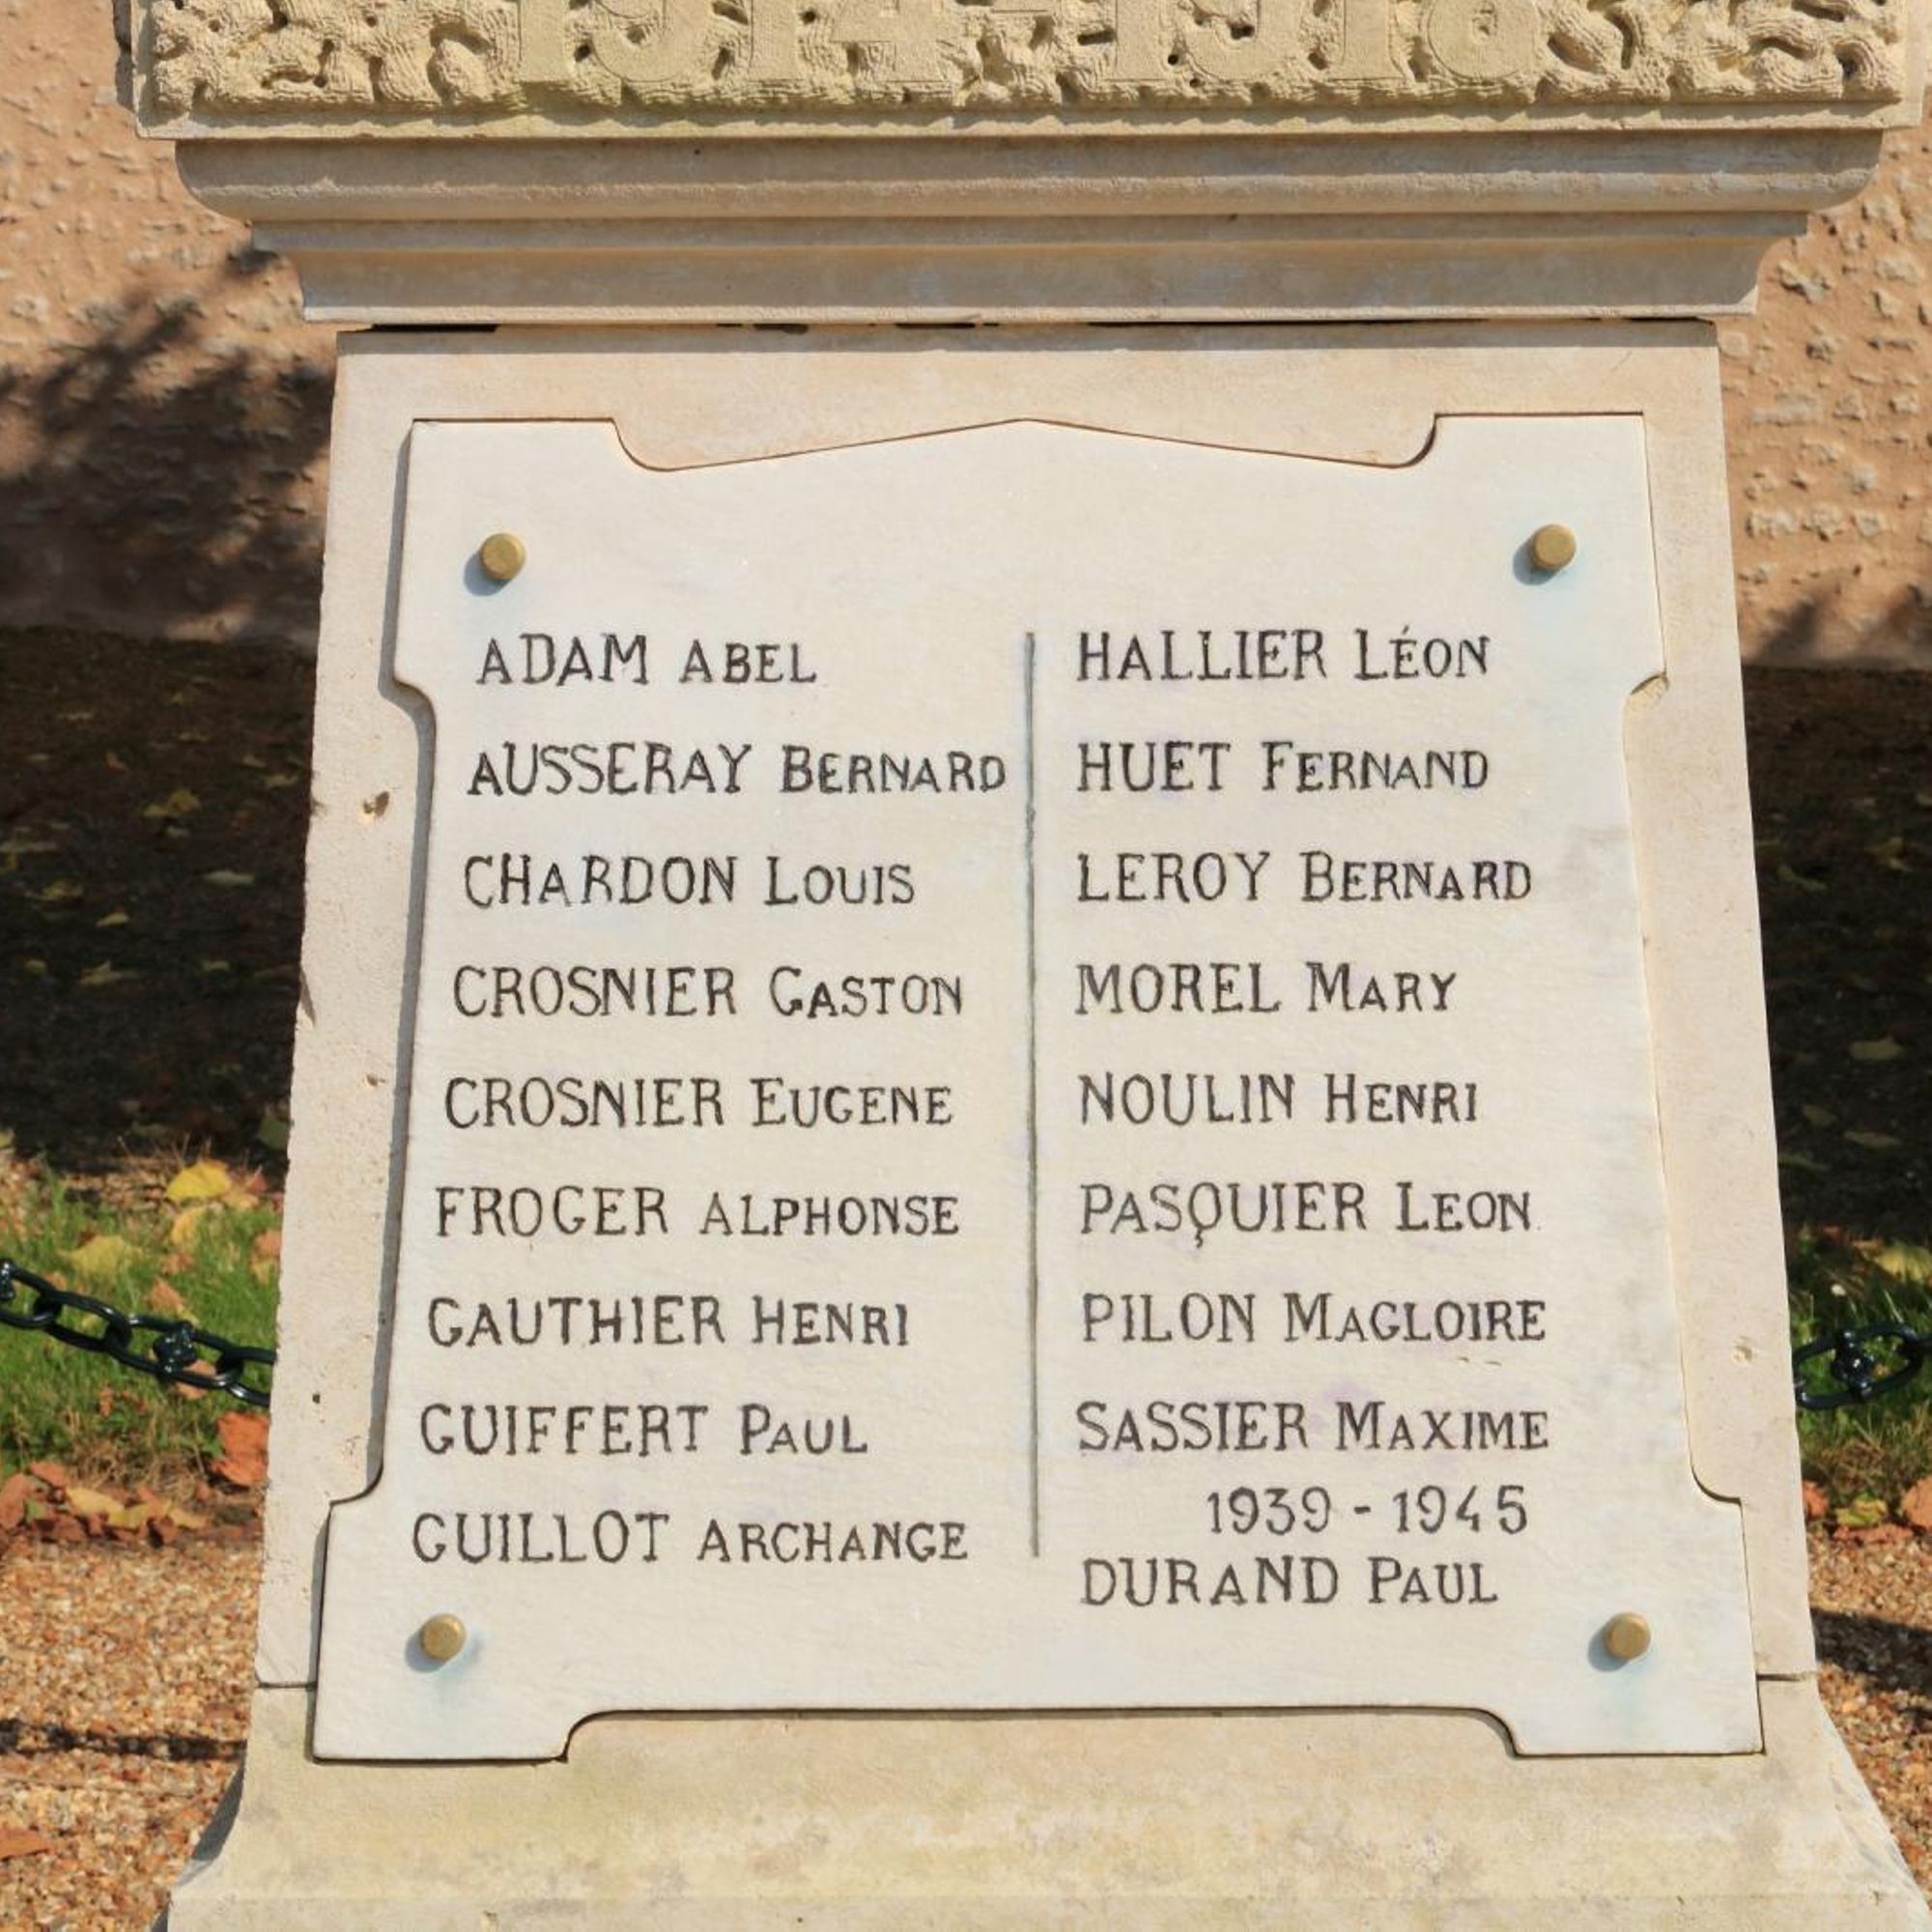 1914-1918
ADAM ABEL
AUSSERAY BERNARD
CHARDON LOUIS
CROSNIER GASTON
CROSNIER EUGENE
FROGER ALPHONSE
GAUTHIER HENRI
GUIFFERT PAUL
GUILLOT ARCHANGE
HALLIER LÉON
HUET FERNAND
LEROY BERNARD
MOREL MARY
NOULIN HENRI
PASQUIER LEON
PILON MAGLOIRE
SASSIER MAXIME
1939 - 1945
DURAND PAUL